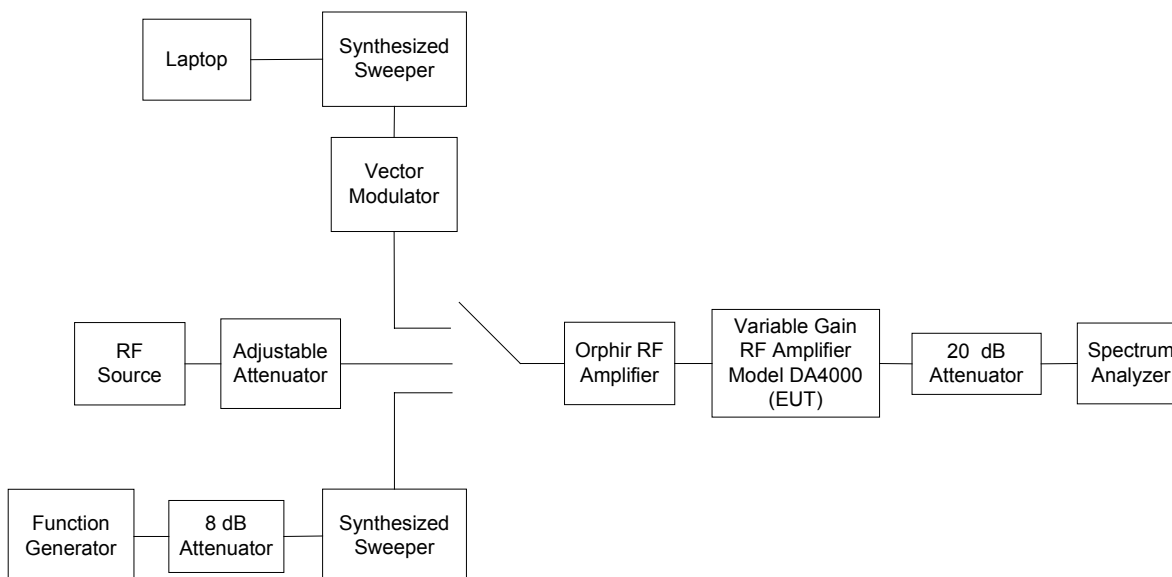 Laptop
Synthesized
Sweeper
Vector
Modulator
RF
Source
Adjustable
Attenuator
Orphir RF
Amplifier
Variable Gain
RF Amplifier
Model DA4000
(EUT)
20 dB
Attenuator
Spectrum
Analyzer
Function
Generator
8 dB
Attenuator
Synthesized
Sweeper